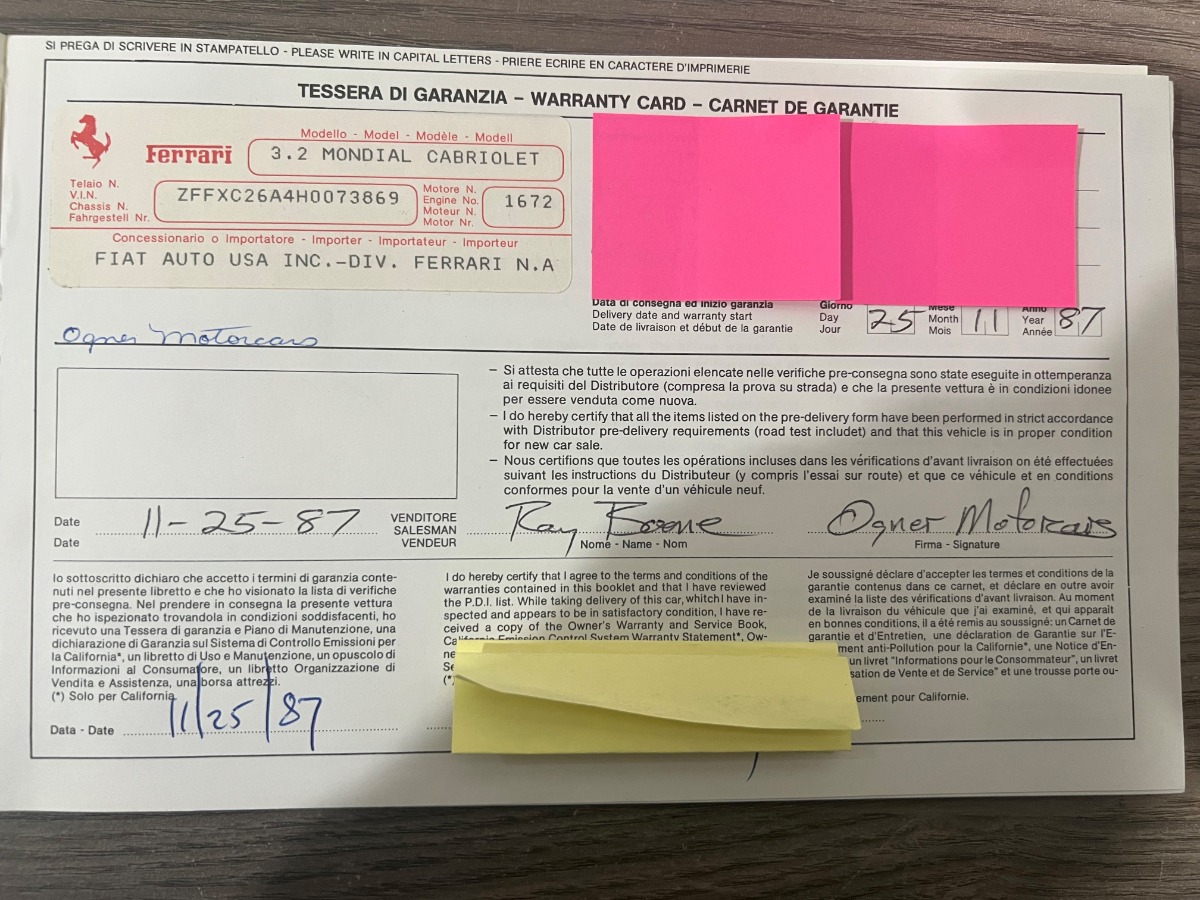 SI PREGA DI SCRIVERE IN STAMPATELLO - PLEASE WRITE IN CAPITAL LETTERS - PRIERE ECRIRE EN CARACTERE D'IMPRIMERIE
TESSERA DI GARANZIA – WARRANTY CARD – CARNET DE GARANTIE
Modello - Model - Modèle - Modell
Ferrari
3.2 MONDIAL CABRIOLET
Telaio N.
V.I.N.
Chassis N.
Fahrgestell Nr.
ZFFXC26A4H0073869
Motore N.
Engine No.
Moteur N.
Motor Nr.
1672
Concessionario o Importatore - Importer - Importateur - Importeur
FIAT AUTO USA INC.-DIV. FERRARI N.A
Data di consegna ed inizio garanzia
Delivery date and warranty start
Date de livraison et début de la garantie
Giorno
Day
Jour
25
Mese
Month
Mois
11
Anno
Year
Année
87
Ogner Motorcars
– Si attesta che tutte le operazioni elencate nelle verifiche pre-consegna sono state eseguite in ottemperanza
ai requisiti del Distributore (compresa la prova su strada) e che la presente vettura è in condizioni idonee
per essere venduta come nuova.
– I do hereby certify that all the items listed on the pre-delivery form have been performed in strict accordance
with Distributor pre-delivery requirements (road test includet) and that this vehicle is in proper condition
for new car sale.
– Nous certifions que toutes les opérations incluses dans les vérifications d'avant livraison on été effectuées
suivant les instructions du Distributeur (y compris l'essai sur route) et que ce véhicule et en conditions
conformes pour la vente d'un véhicule neuf.
Date
Date
11-25-87
VENDITORE
SALESMAN
VENDEUR
Ray Boone
Nome - Name - Nom
Ogner Motorcars
Firma - Signature
Io sottoscritto dichiaro che accetto i termini di garanzia conte-
nuti nel presente libretto e che ho visionato la lista di verifiche
pre-consegna. Nel prendere in consegna la presente vettura
che ho ispezionato trovandola in condizioni soddisfacenti, ho
ricevuto una Tessera di garanzia e Piano di Manutenzione, una
dichiarazione di Garanzia sul Sistema di Controllo Emissioni per
la California*, un libretto di Uso e Manutenzione, un opuscolo di
Informazioni al Consumatore, un libretto Organizzazione di
Vendita e Assistenza, una borsa attrezzi.
(*) Solo per California
Data - Date
11/25/87
I do hereby certify that I agree to the terms and conditions of the
warranties contained in this booklet and that I have reviewed
the P.D.I. list. While taking delivery of this car, whitch I have in-
spected and appears to be in satisfactory condition, I have re-
ceived a copy of the Owner's Warranty and Service Book,
California Emission Control System Warranty Statement*, Ow-
ne
Se
(*)
Je soussigné déclare d'accepter les termes et conditions de la
garantie contenus dans ce carnet, et déclare en outre avoir
examiné la liste des vérifications d'avant livraison. Au moment
de la livraison du véhicule que j'ai examiné, et qui apparaît
en bonnes conditions, il a été remis au soussigné: un Carnet de
garantie et d'Entretien, une déclaration de Garantie sur l'E-
ment anti-Pollution pour la Californie*, une Notice d'En-
un livret "Informations pour le Consommateur", un livret
sation de Vente et de Service" et une trousse porte ou-
ement pour Californie.